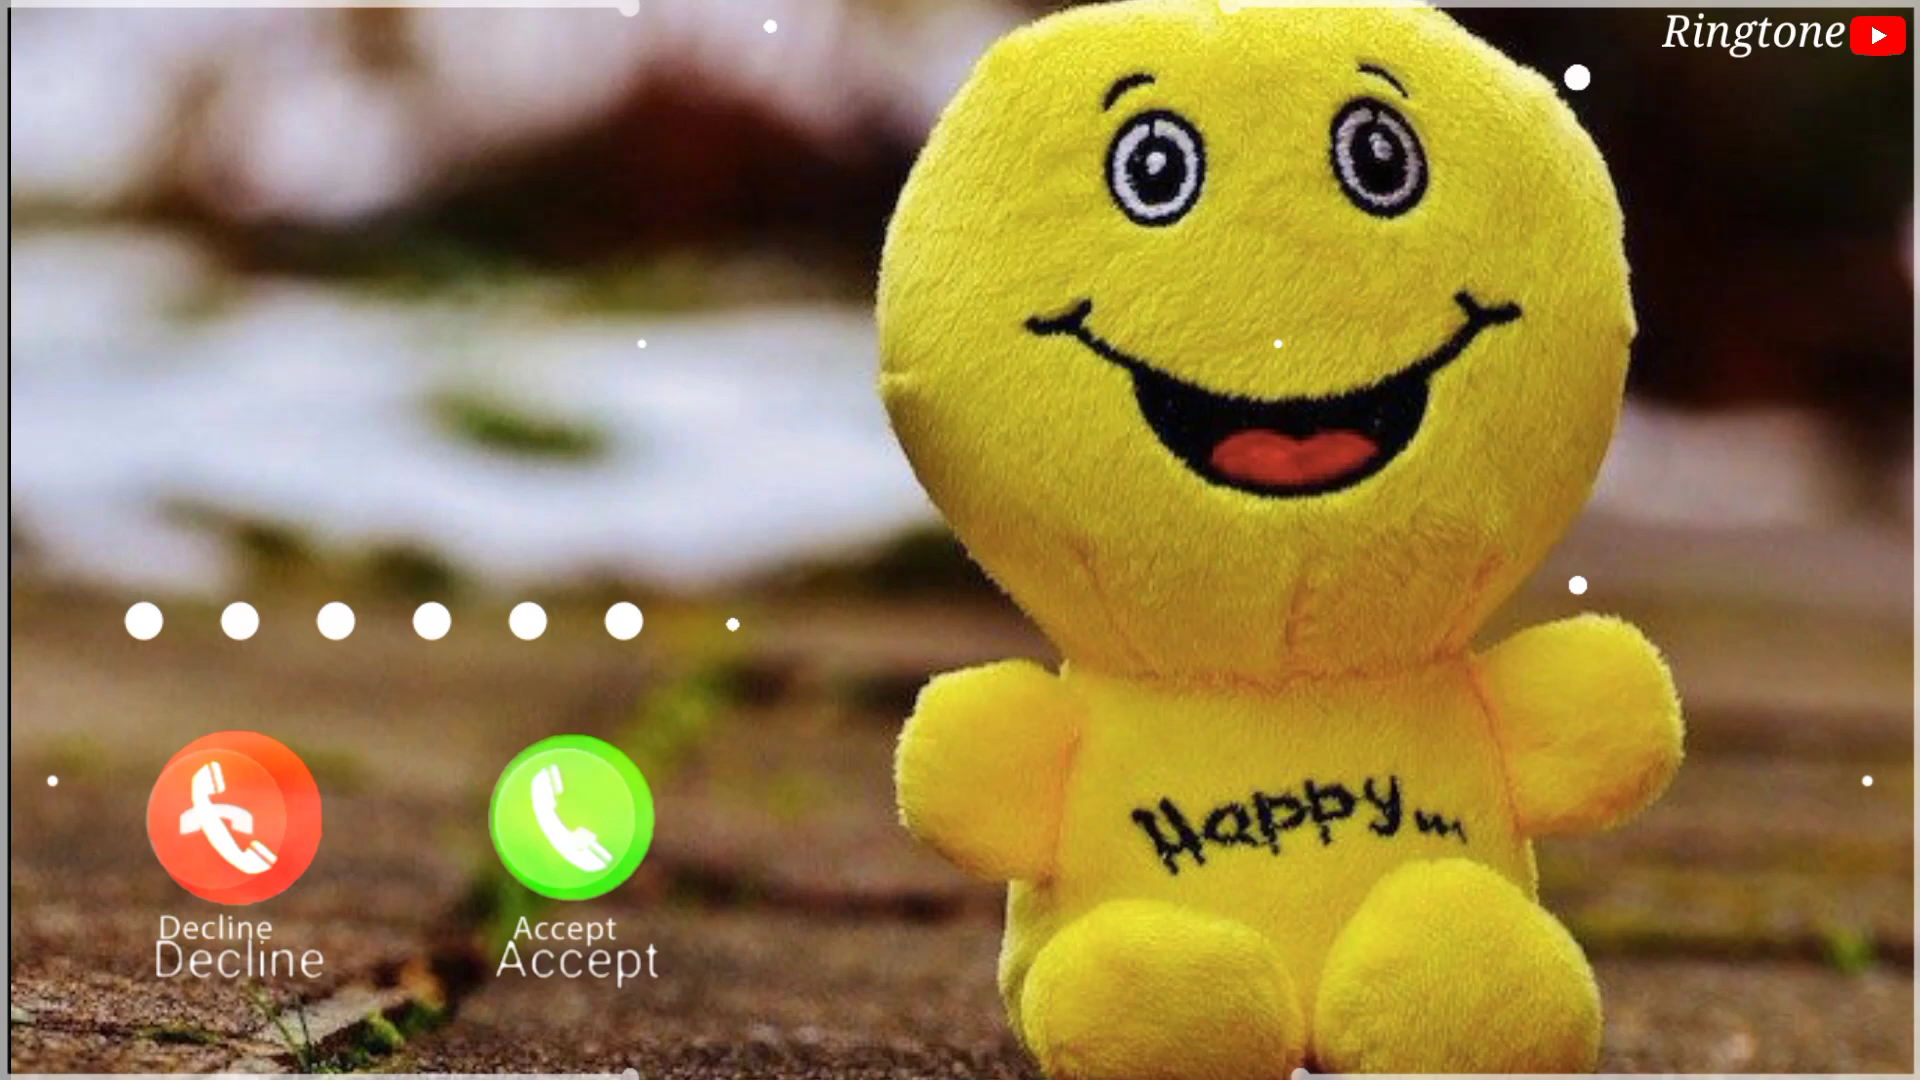 Ringtone
Happy...
Decline
Decline
Accept
Accept